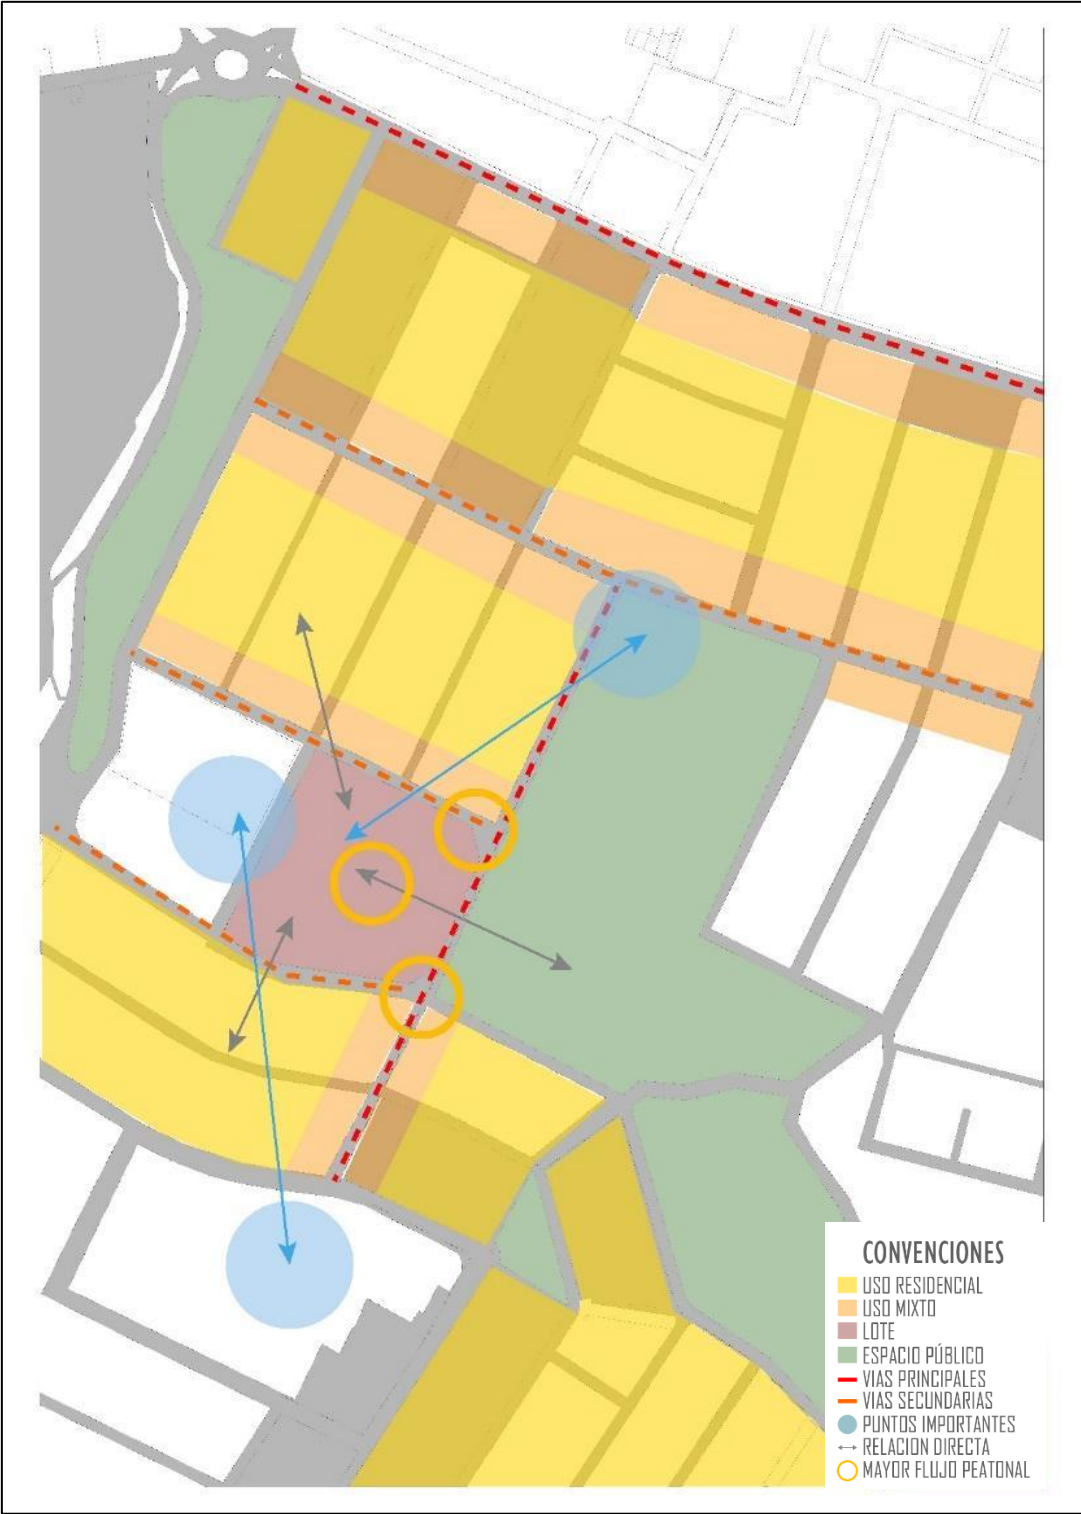 CONVENCIONES
USO RESIDENCIAL
USO MIXTO
LOTE
ESPACIO PÚBLICO
VIAS PRINCIPALES
VIAS SECUNDARIAS
PUNTOS IMPORTANTES
RELACION DIRECTA
MAYOR FLUJO PEATONAL